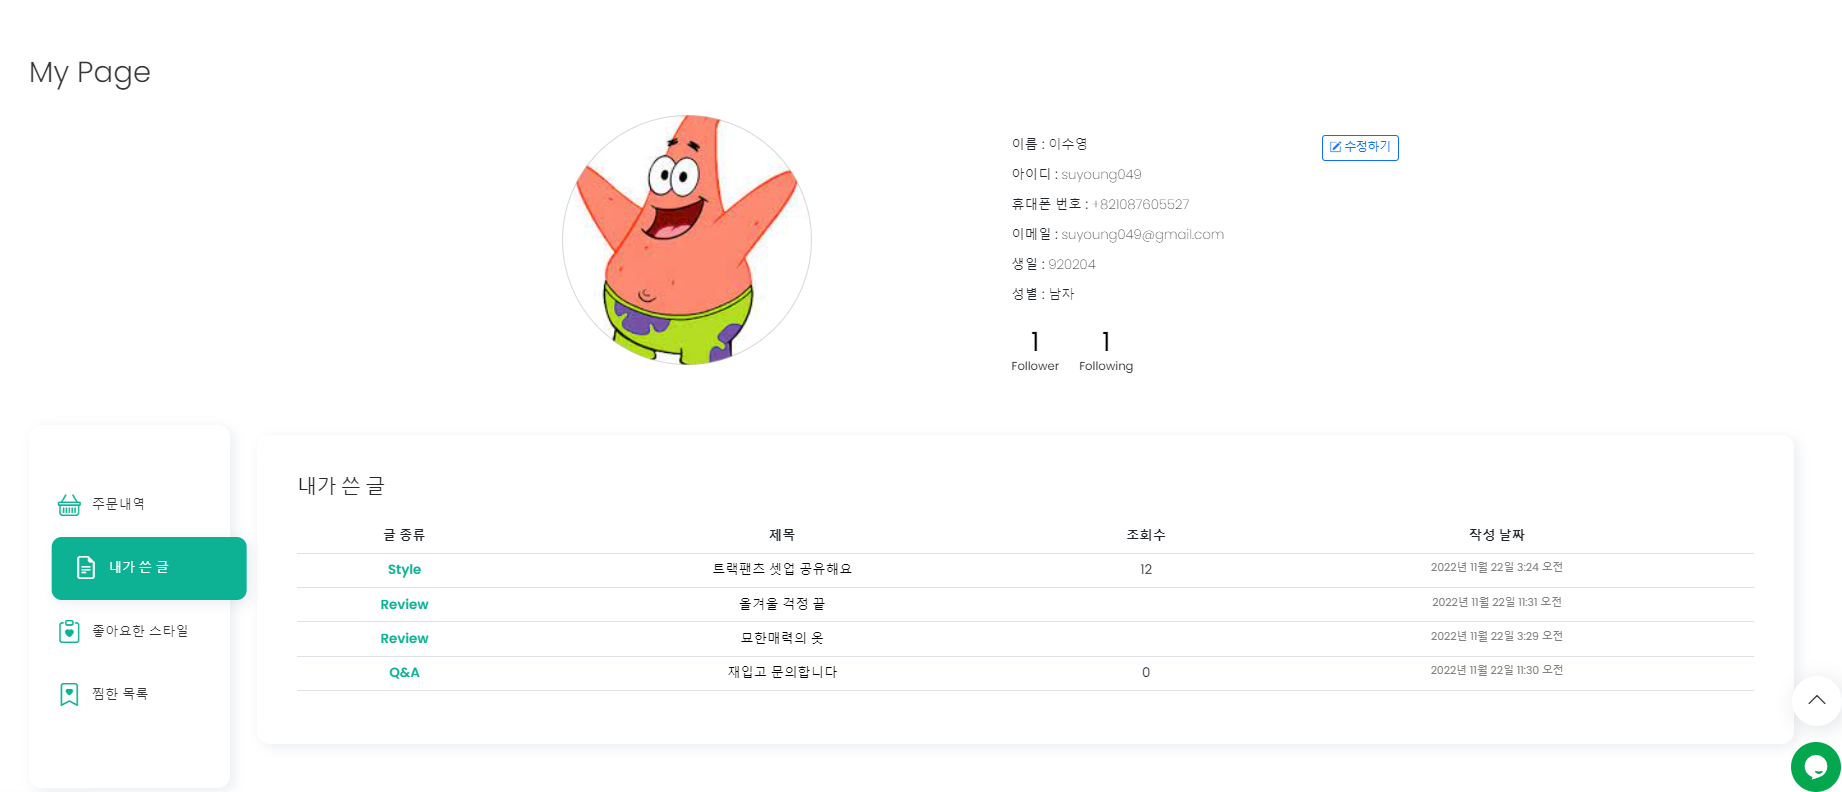 My Page
이름 : 이수영
수정하기
아이디 : suyoung049
휴대폰 번호 : +821087605527
이메일 : suyoung049@gmail.com
생일 : 920204
성별 : 남자
1 1
Follower Following
주문내역
내가 쓴 글
좋아요한 스타일
찜한 목록
내가 쓴 글
글 종류 제목 조회수 작성 날짜
Style 트랙팬츠 셋업 공유해요 12 2022년 11월 22일 3:24 오전
Review 올겨울 걱정 끝 2022년 11월 22일 11:31 오전
Review 묘한매력의 옷 2022년 11월 22일 3:29 오전
Q&A 재입고 문의합니다 0 2022년 11월 22일 11:30 오전